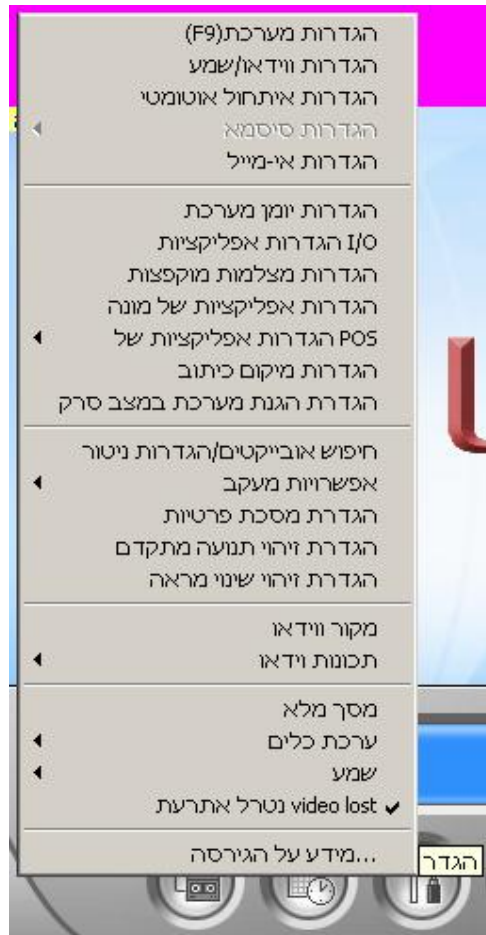 הגדרות מערכת(F9)
הגדרות ווידאו/שמע
הגדרות איתחול אוטומטי
הגדרות סיסמא
הגדרות אי-מייל
הגדרות יומן מערכת
I/O הגדרות אפליקציות
הגדרות מצלמות מוקפצות
הגדרות אפליקציות של מונה
POS הגדרות אפליקציות של
הגדרות מיקום כיתוב
הגדרת הגנת מערכת במצב סרק
חיפוש אובייקטים/הגדרות ניטור
אפשרויות מעקב
הגדרת מסכת פרטיות
הגדרת זיהוי תנועה מתקדם
הגדרת זיהוי שינוי מראה
מקור ווידאו
תכונות וידאו
מסך מלא
ערכת כלים
שמע
video lost נטרל אתרעת
מידע על הגירסה...
הגדר